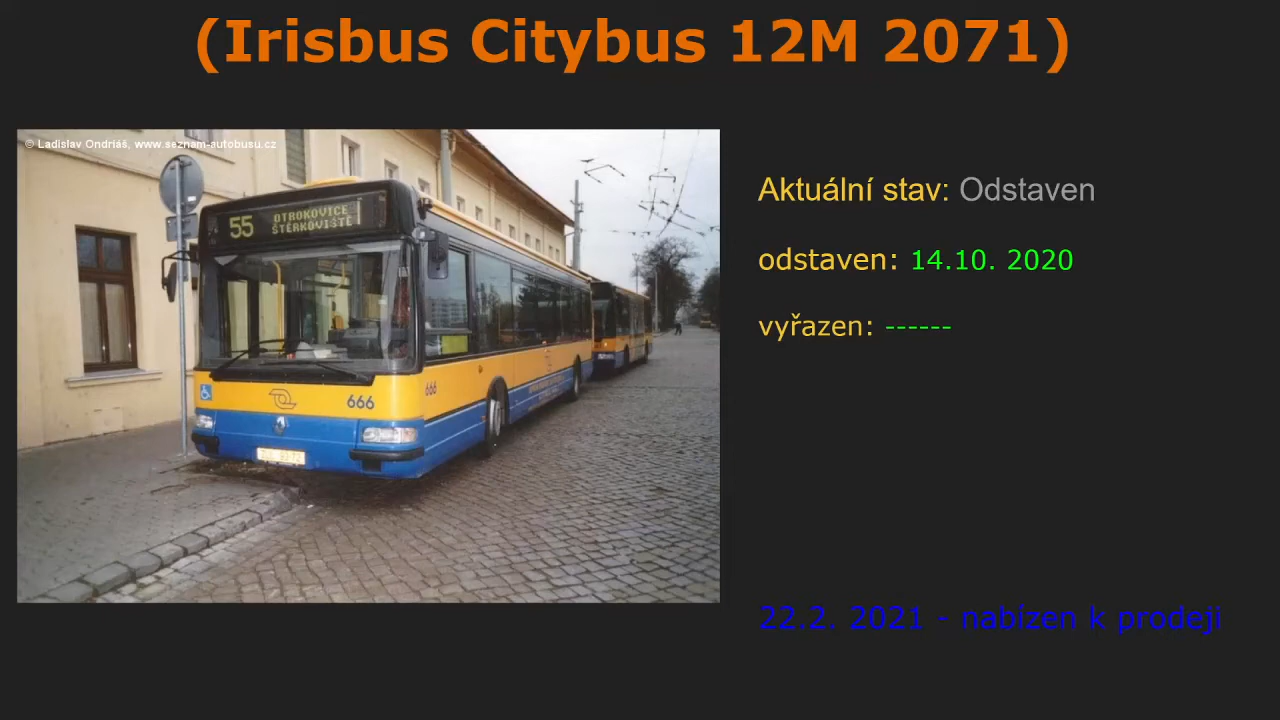 (Irisbus Citybus 12M 2071)
© Ladislav Ondriáš, www.seznam-autobusu.cz
55 OTROKOVICE
ŠTĚRKOVIŠTĚ
666
666
Aktuální stav: Odstaven
odstaven: 14.10. 2020
vyřazen: ------
22.2. 2021 - nabízen k prodeji